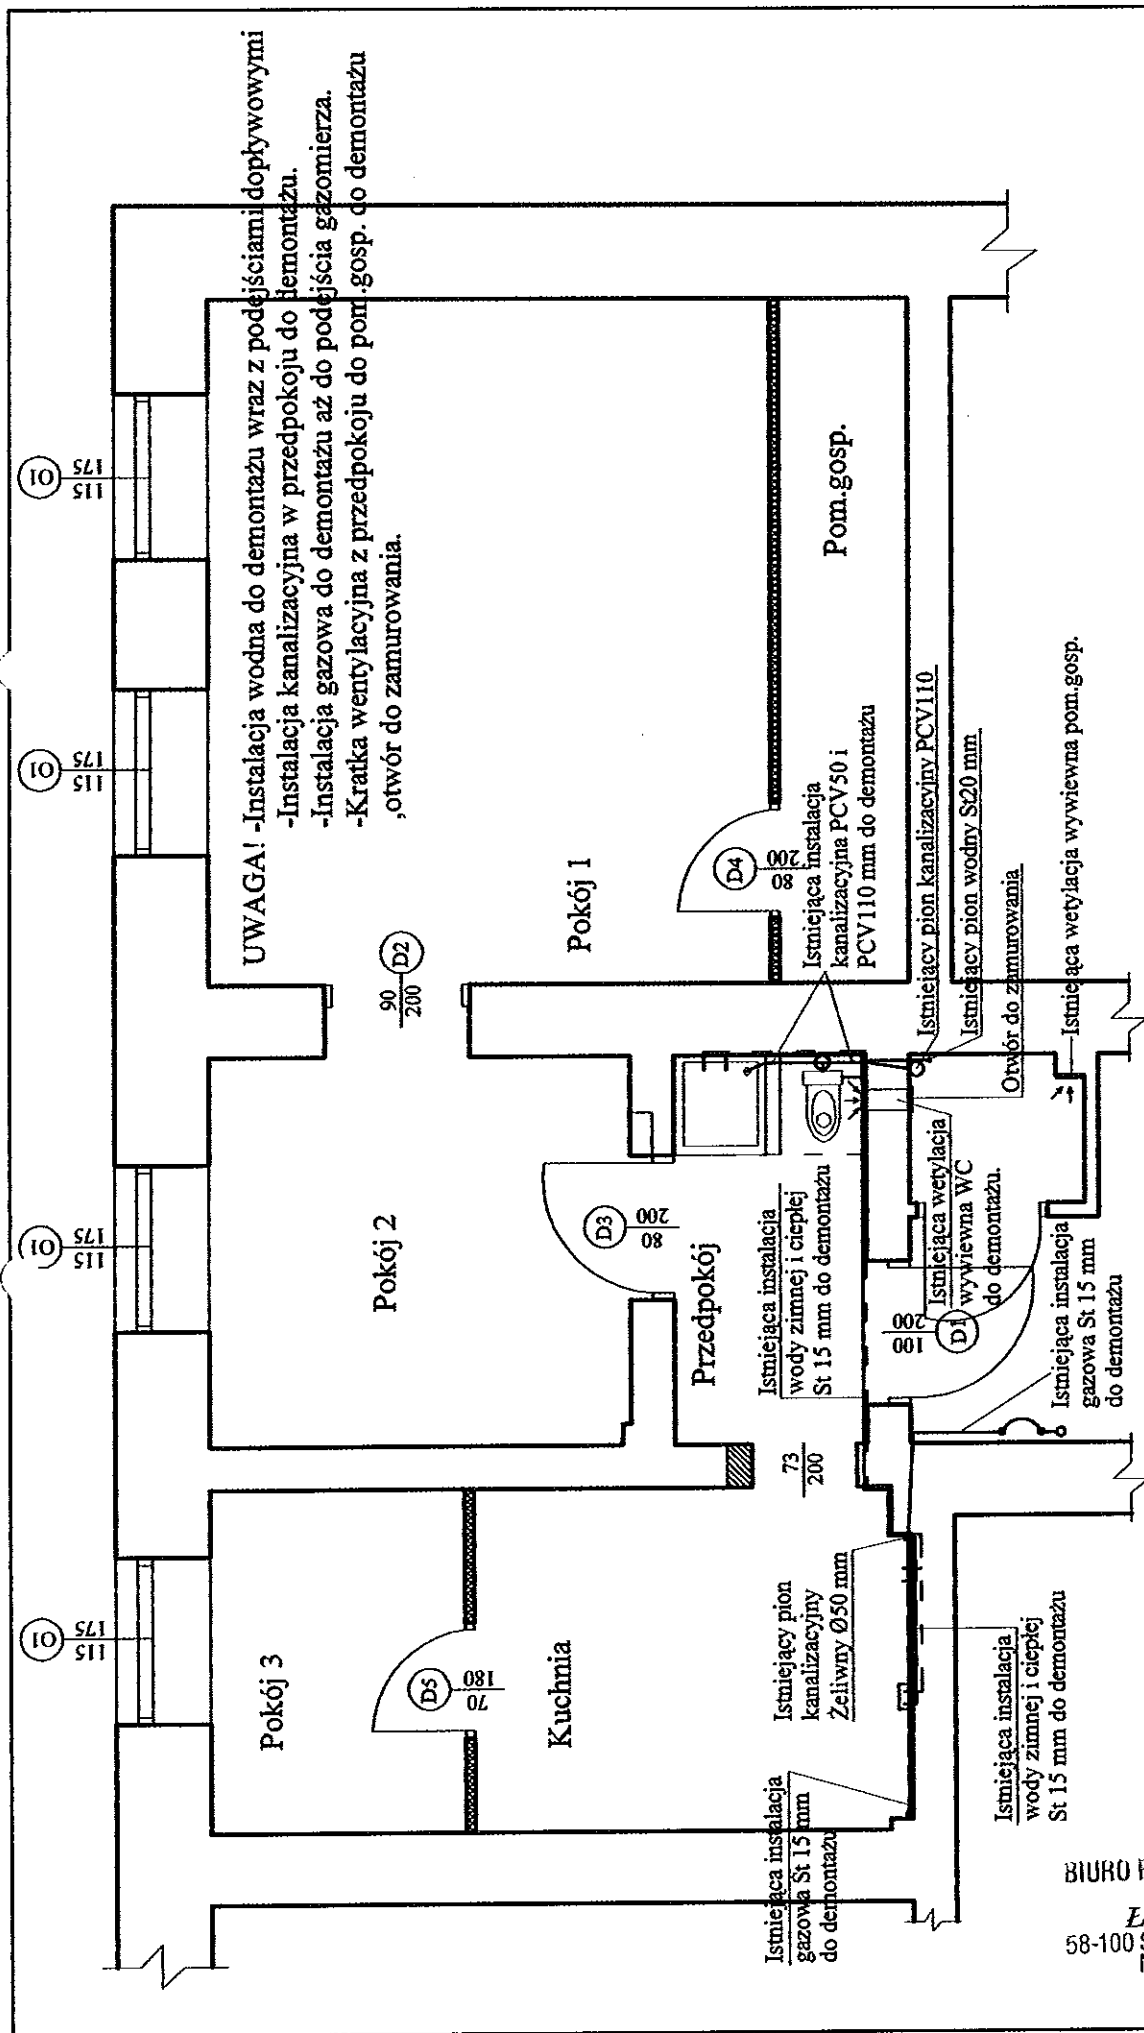 UWAGA! -Instalacja wodna do demontażu wraz z podejściami dopływowymi
-Instalacja kanalizacyjna w przedpokoju do demontażu.
-Instalacja gazowa do demontażu aż do podejścia gazomierza.
-Kratka wentylacyjna z przedpokoju do pom.gosp. do demontażu
,otwór do zamurowania.
O1
115
175
O1
115
175
O1
115
175
O1
115
175
Pokój 3
D5
70
180
Kuchnia
Pokój 2
90
200
D2
Pokój 1
D3
80
200
Przedpokój
D4
80
200
Pom.gosp.
73
200
D1
100
200
Istniejąca instalacja
gazowa St 15 mm
do demontażu
Istniejący pion
kanalizacyjny
Żeliwny Ø50 mm
Istniejąca instalacja
wody zimnej i ciepłej
St 15 mm do demontażu
Istniejąca instalacja
kanalizacyjna PCV50 i
PCV110 mm do demontażu
Istniejący pion kanalizacyjny PCV110
Istniejący pion wodny St20 mm
Otwór do zamurowania
Istniejąca wetylacja wywiewna pom.gosp.
Istniejąca wetylacja
wywiewna WC
do demontażu.
Istniejąca instalacja
gazowa St 15 mm
do demontażu
Istniejąca instalacja
wody zimnej i ciepłej
St 15 mm do demontażu
BIURO
58-100